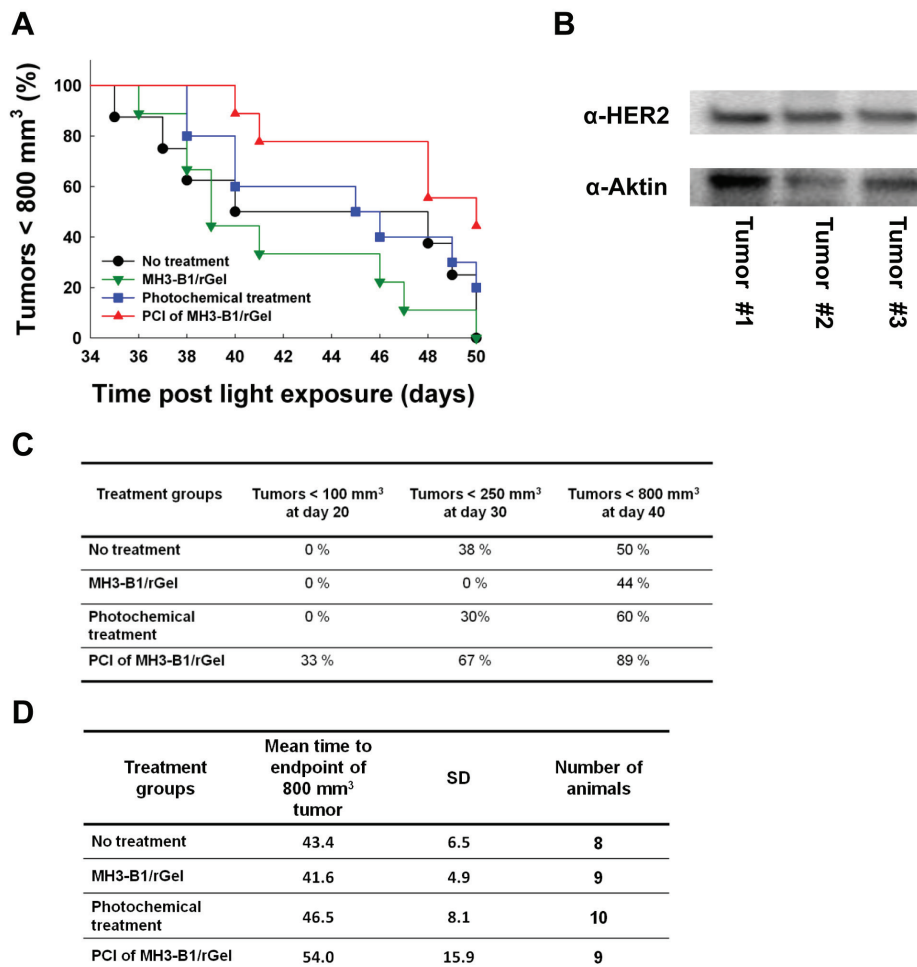 A
Tumors < 800 mm³ (%)
100
80
60
40
20
0
No treatment
MH3-B1/rGel
Photochemical treatment
PCI of MH3-B1/rGel
34 36 38 40 42 44 46 48 50
Time post light exposure (days)
B
α-HER2
α-Aktin
Tumor #1
Tumor #2
Tumor #3
C
Treatment groups
Tumors < 100 mm³ at day 20
Tumors < 250 mm³ at day 30
Tumors < 800 mm³ at day 40
No treatment 0 % 38 % 50 %
MH3-B1/rGel 0 % 0 % 44 %
Photochemical treatment 0 % 30% 60 %
PCI of MH3-B1/rGel 33 % 67 % 89 %
D
Treatment groups
Mean time to endpoint of 800 mm³ tumor
SD
Number of animals
No treatment 43.4 6.5 8
MH3-B1/rGel 41.6 4.9 9
Photochemical treatment 46.5 8.1 10
PCI of MH3-B1/rGel 54.0 15.9 9